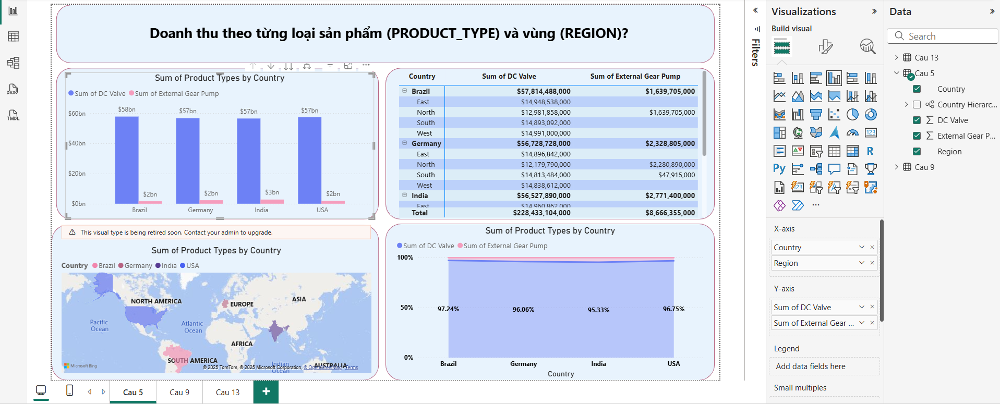 Doanh thu theo từng loại sản phẩm (PRODUCT_TYPE) và vùng (REGION)?
Sum of Product Types by Country
Sum of DC Valve Sum of External Gear Pump
$60bn
$40bn
$20bn
$0bn
$58bn $57bn $57bn $57bn
$2bn $2bn $3bn $2bn
Brazil Germany India USA
Country Sum of DC Valve Sum of External Gear Pump
Brazil $57,814,488,000 $1,639,705,000
East $14,948,538,000
North $12,981,858,000 $1,639,705,000
South $14,893,092,000
West $14,991,000,000
Germany $56,728,728,000 $2,328,805,000
East $14,896,842,000
North $12,179,790,000 $2,280,890,000
South $14,813,484,000 $47,915,000
West $14,838,612,000
India $56,527,890,000 $2,771,400,000
East $14,960,862,000
Total $228,433,104,000 $8,666,355,000
This visual type is being retired soon. Contact your admin to upgrade.
Sum of Product Types by Country
Country Brazil Germany India USA
NORTH AMERICA
EUROPE
ASIA
Pacific
Ocean
Atlantic
Ocean
AFRICA
SOUTH AMERICA
Indian
Ocean
AUSTRALIA
Microsoft Bing
© 2025 TomTom, © 2025 Microsoft Corporation, © OpenStreetMap Terms
Sum of Product Types by Country
Sum of DC Valve Sum of External Gear Pump
100%
50%
0%
97.24% 96.06% 95.33% 96.75%
Brazil Germany India USA
Country
Cau 5 Cau 9 Cau 13 +
DAX
TMDL
Filters
Visualizations
Build visual
123
R
Py
123
...
X-axis
Country
Region
Y-axis
Sum of DC Valve
Sum of External Gear ...
Legend
Add data fields here
Small multiples
Data
Search
Cau 13
Cau 5
Country
Country Hierarc...
DC Valve
External Gear P...
Region
Cau 9